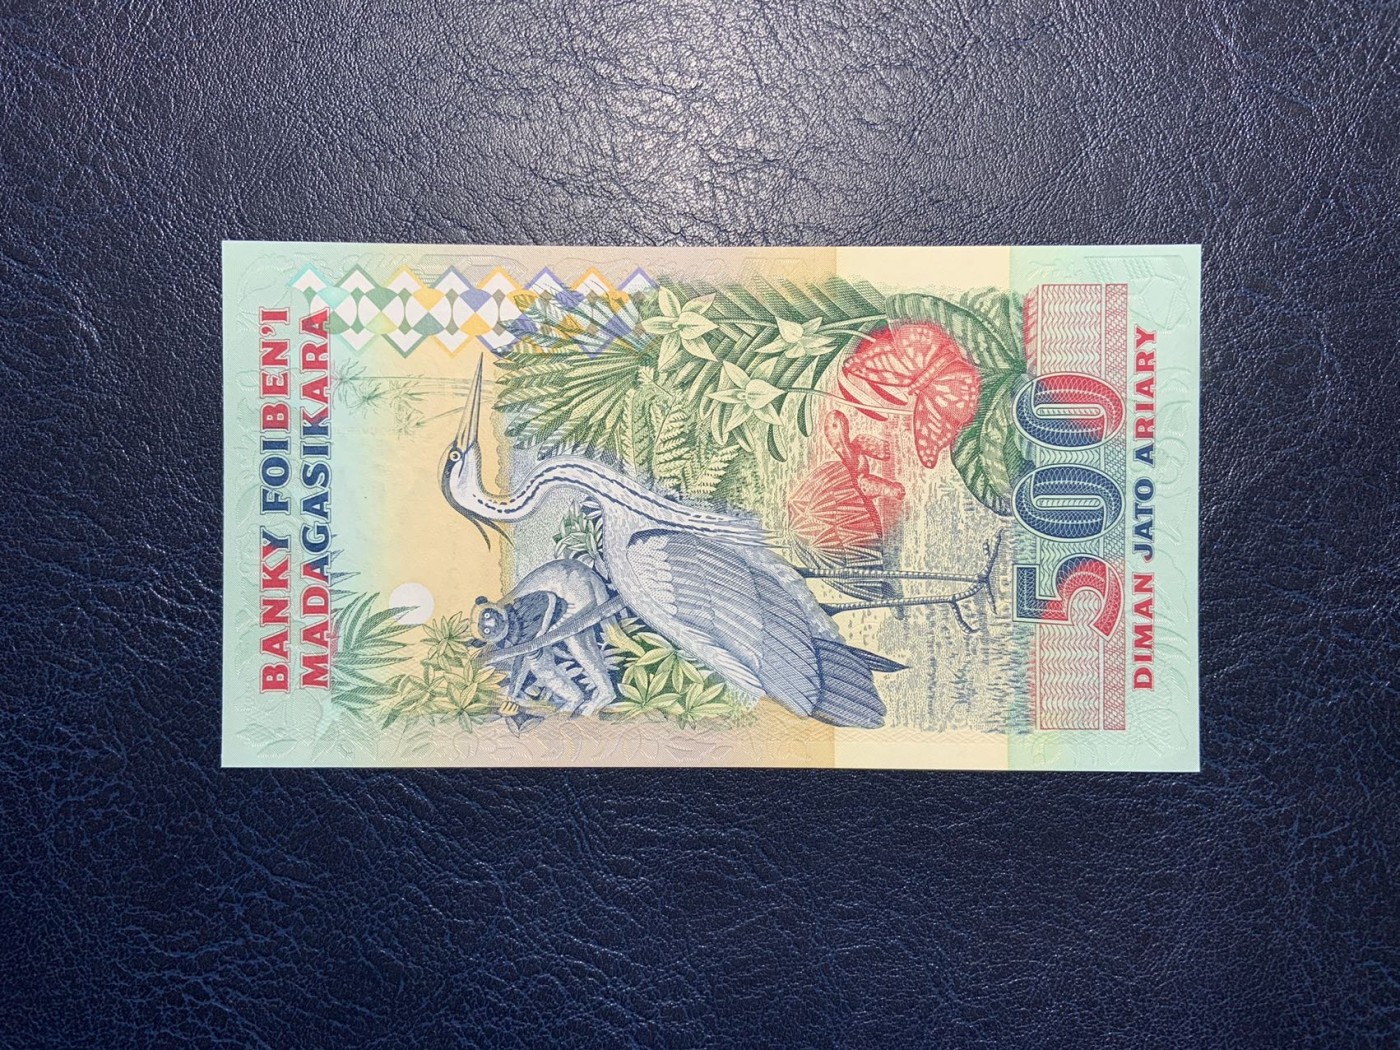 BANKY FOIBEN'I
MADAGASIKARA
500
DIMAN JATO ARIARY